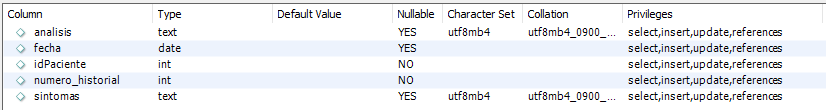 Column Type Default Value Nullable Character Set Collation Privileges
analisis text YES utf8mb4 utf8mb4_0900_... select,insert,update,references
fecha date YES select,insert,update,references
idPaciente int NO select,insert,update,references
numero_historial int NO select,insert,update,references
sintomas text YES utf8mb4 utf8mb4_0900_... select,insert,update,references